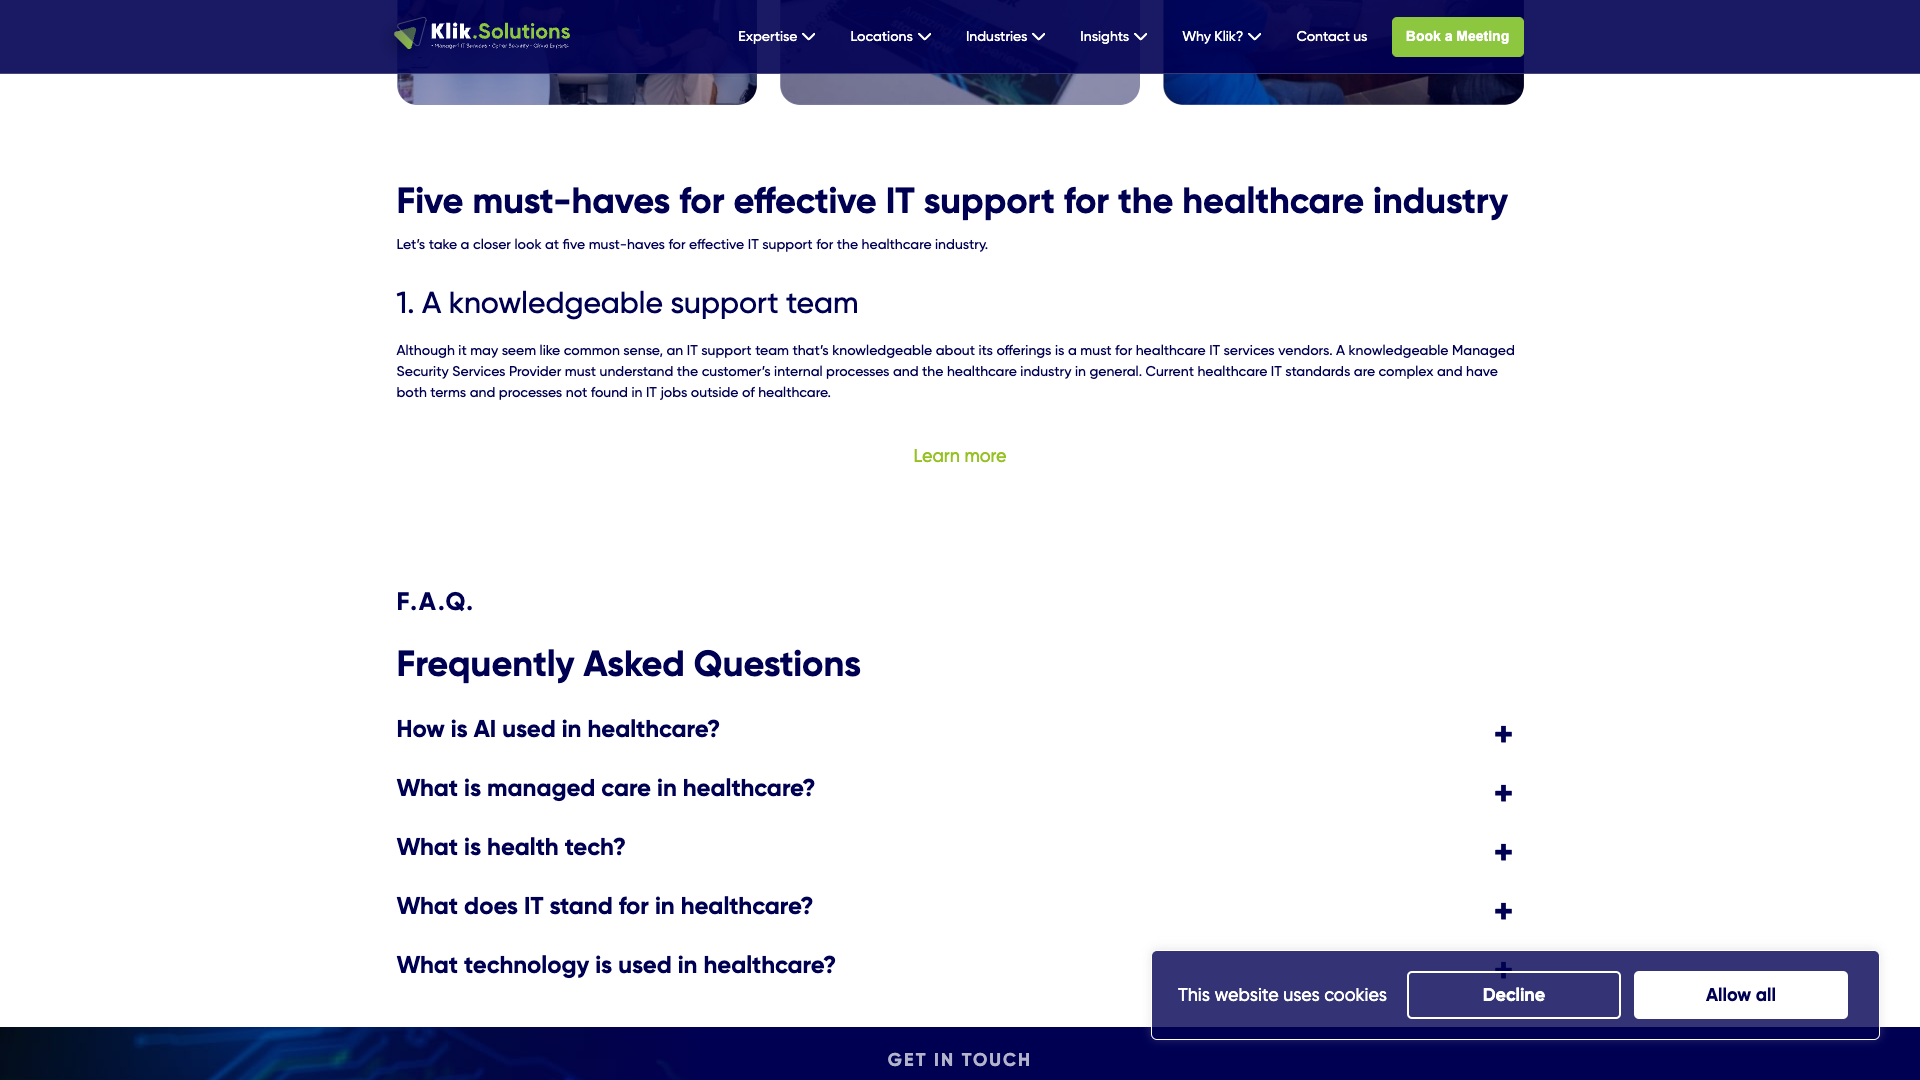 Klik.Solutions
Expertise
Locations
Industries
Insights
Why Klik?
Contact us
Book a Meeting
Five must-haves for effective IT support for the healthcare industry
Let’s take a closer look at five must-haves for effective IT support for the healthcare industry.
1. A knowledgeable support team
Although it may seem like common sense, an IT support team that’s knowledgeable about its offerings is a must for healthcare IT services vendors. A knowledgeable Managed
Security Services Provider must understand the customer’s internal processes and the healthcare industry in general. Current healthcare IT standards are complex and have
both terms and processes not found in IT jobs outside of healthcare.
Learn more
F.A.Q.
Frequently Asked Questions
How is AI used in healthcare?
What is managed care in healthcare?
What is health tech?
What does IT stand for in healthcare?
What technology is used in healthcare?
This website uses cookies
Decline
Allow all
GET IN TOUCH